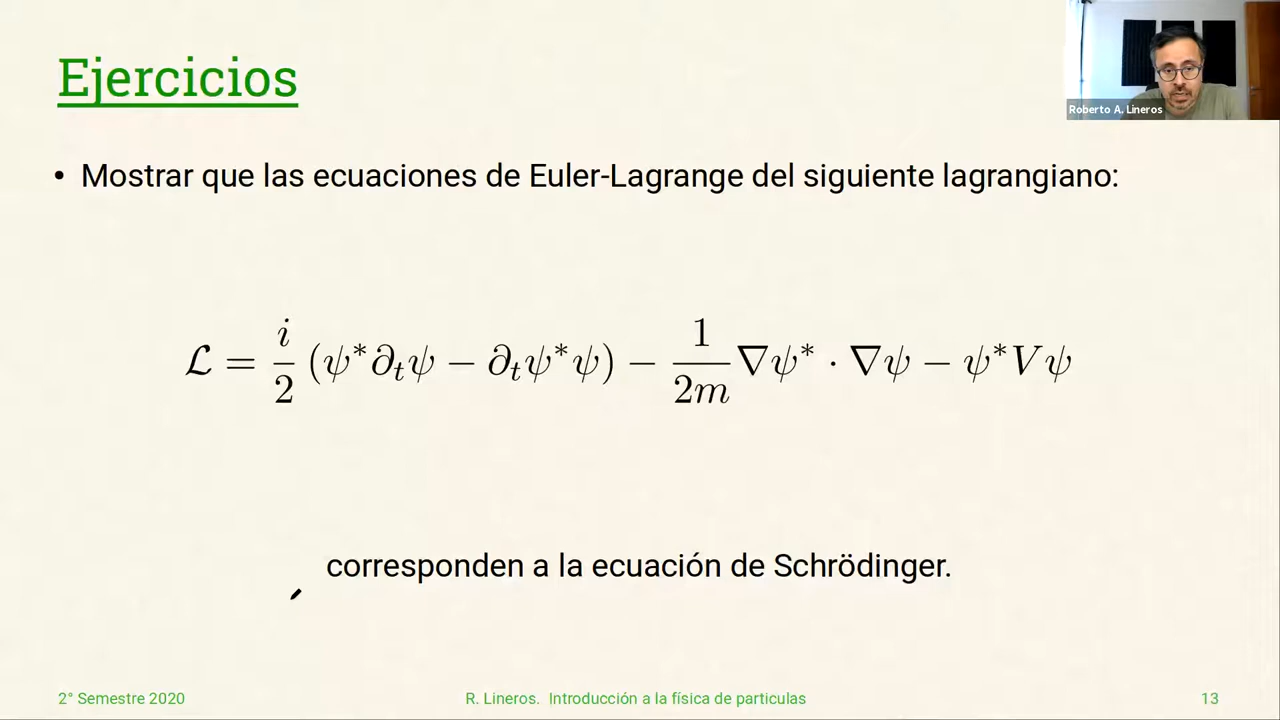 Ejercicios
Roberto A. Lineros
• Mostrar que las ecuaciones de Euler-Lagrange del siguiente lagrangiano:
ℒ = i/2 (ψ*∂ₜψ − ∂ₜψ*ψ) − 1/2m ∇ψ* · ∇ψ − ψ*Vψ
corresponden a la ecuación de Schrödinger.
2° Semestre 2020
R. Lineros. Introducción a la física de particulas
13